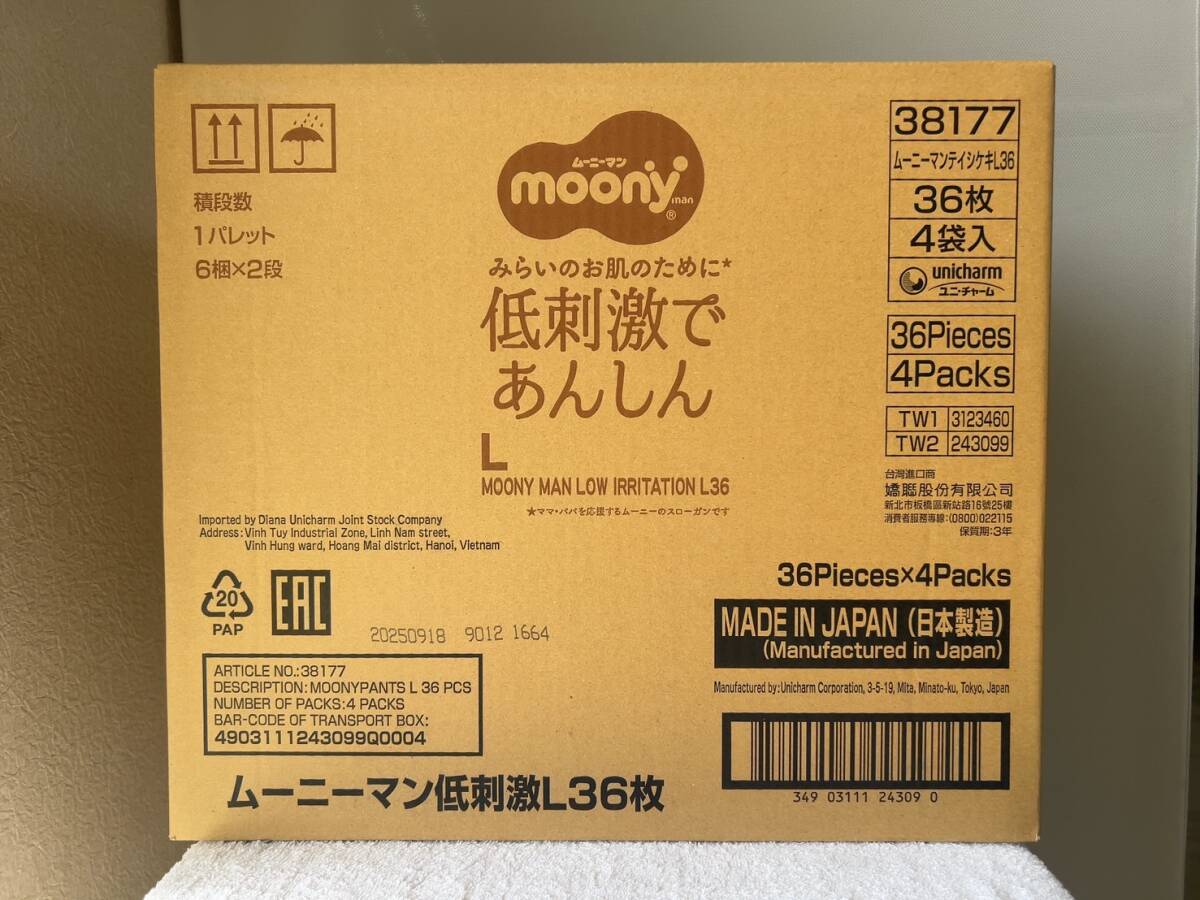 積段数
1パレット
6梱×2段
ムーニーマン
moony
man
®
みらいのお肌のために★
低刺激で
あんしん
L
MOONY MAN LOW IRRITATION L36
★ママ・パパを応援するムーニーのスローガンです
38177
ムーニーマンテイシケキL36
36枚
4袋入
unicharm
ユニ・チャーム
36Pieces
4Packs
TW1 3123460
TW2 243099
台灣進口商
嬌聯股份有限公司
新北市板橋區新站路16號25樓
消費者服務專線:(0800)022115
保質期:3年
Imported by Diana Unicharm Joint Stock Company
Address: Vinh Tuy Industrial Zone, Linh Nam street,
Vinh Hung ward, Hoang Mai district, Hanoi, Vietnam
20
PAP
EAC
20250918 9012 1664
36Pieces×4Packs
MADE IN JAPAN (日本製造)
(Manufactured in Japan)
Manufactured by: Unicharm Corporation, 3-5-19, Mita, Minato-ku, Tokyo, Japan
ARTICLE NO.:38177
DESCRIPTION: MOONYPANTS L 36 PCS
NUMBER OF PACKS:4 PACKS
BAR-CODE OF TRANSPORT BOX:
4903111243099Q0004
349 03111 24309 0
ムーニーマン低刺激L36枚